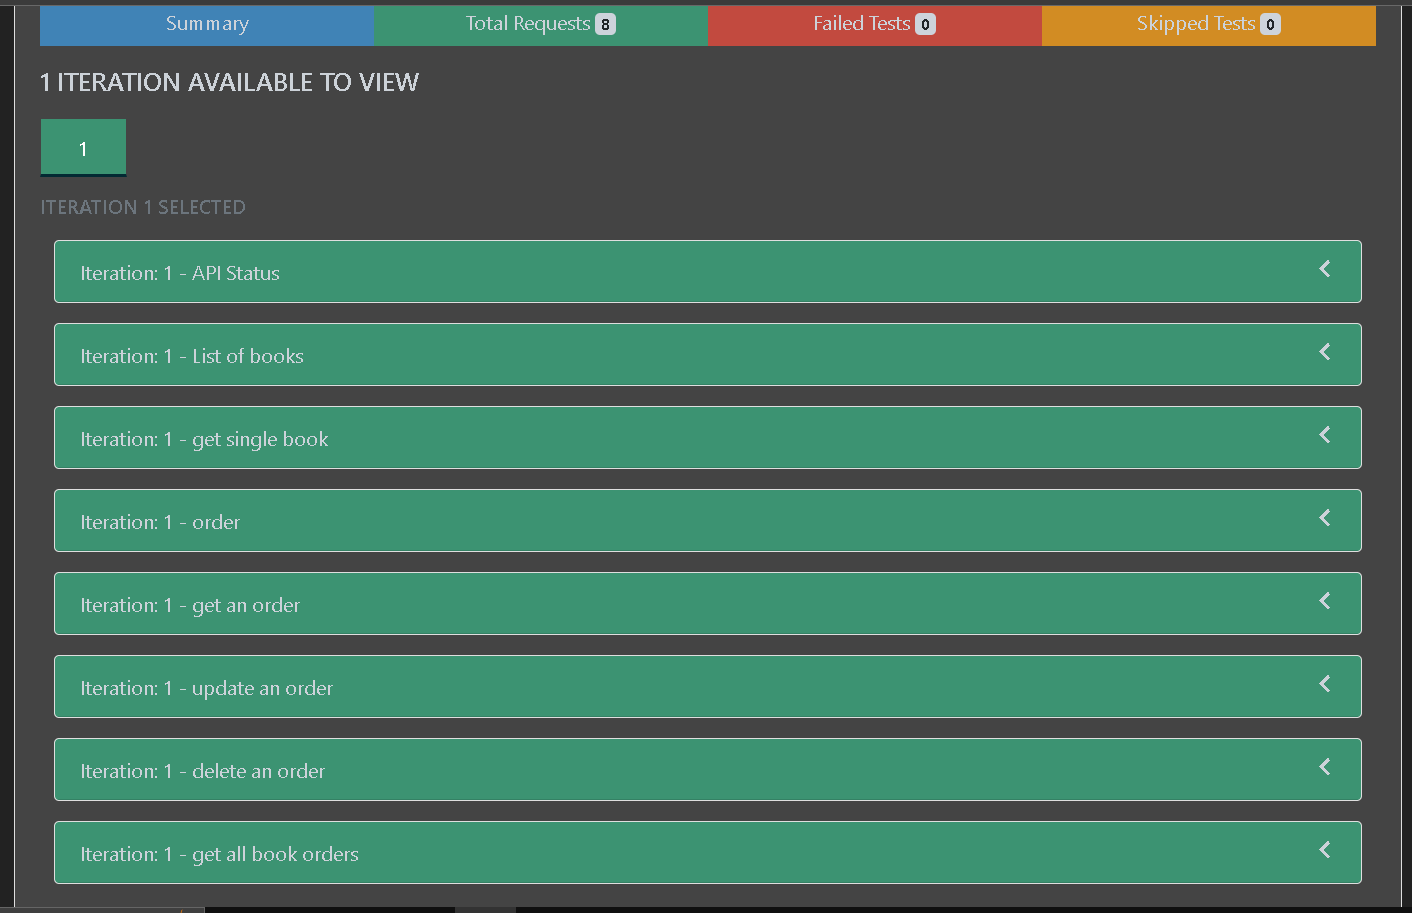 Summary
Total Requests 8
Failed Tests 0
Skipped Tests 0
1 ITERATION AVAILABLE TO VIEW
1
ITERATION 1 SELECTED
Iteration: 1 - API Status
Iteration: 1 - List of books
Iteration: 1 - get single book
Iteration: 1 - order
Iteration: 1 - get an order
Iteration: 1 - update an order
Iteration: 1 - delete an order
Iteration: 1 - get all book orders